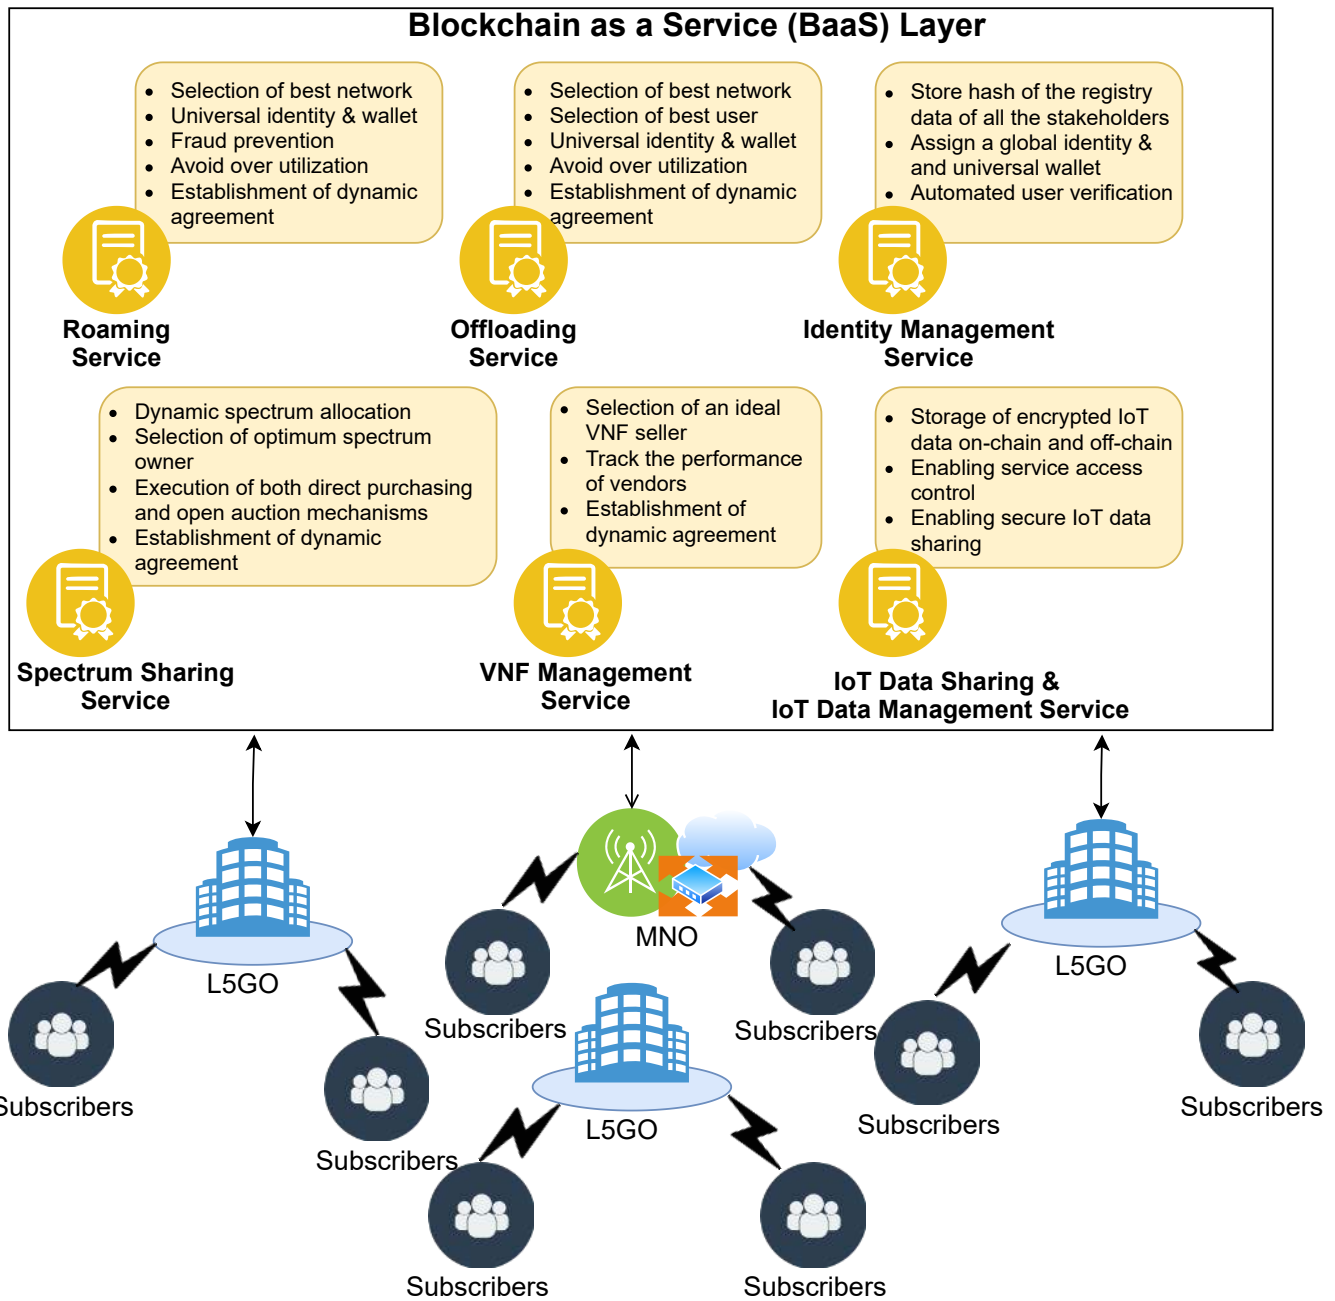 Blockchain as a Service (BaaS) Layer
• Selection of best network
• Universal identity & wallet
• Fraud prevention
• Avoid over utilization
• Establishment of dynamic
agreement
Roaming
Service
• Selection of best network
• Selection of best user
• Universal identity & wallet
• Avoid over utilization
• Establishment of dynamic
agreement
Offloading
Service
• Store hash of the registry
data of all the stakeholders
• Assign a global identity &
and universal wallet
• Automated user verification
Identity Management
Service
• Dynamic spectrum allocation
• Selection of optimum spectrum
owner
• Execution of both direct purchasing
and open auction mechanisms
• Establishment of dynamic
agreement
Spectrum Sharing
Service
• Selection of an ideal
VNF seller
• Track the performance
of vendors
• Establishment of
dynamic agreement
VNF Management
Service
• Storage of encrypted IoT
data on-chain and off-chain
• Enabling service access
control
• Enabling secure IoT data
sharing
IoT Data Sharing &
IoT Data Management Service
L5GO
Subscribers
Subscribers
MNO
Subscribers
Subscribers
L5GO
Subscribers
Subscribers
L5GO
Subscribers
Subscribers